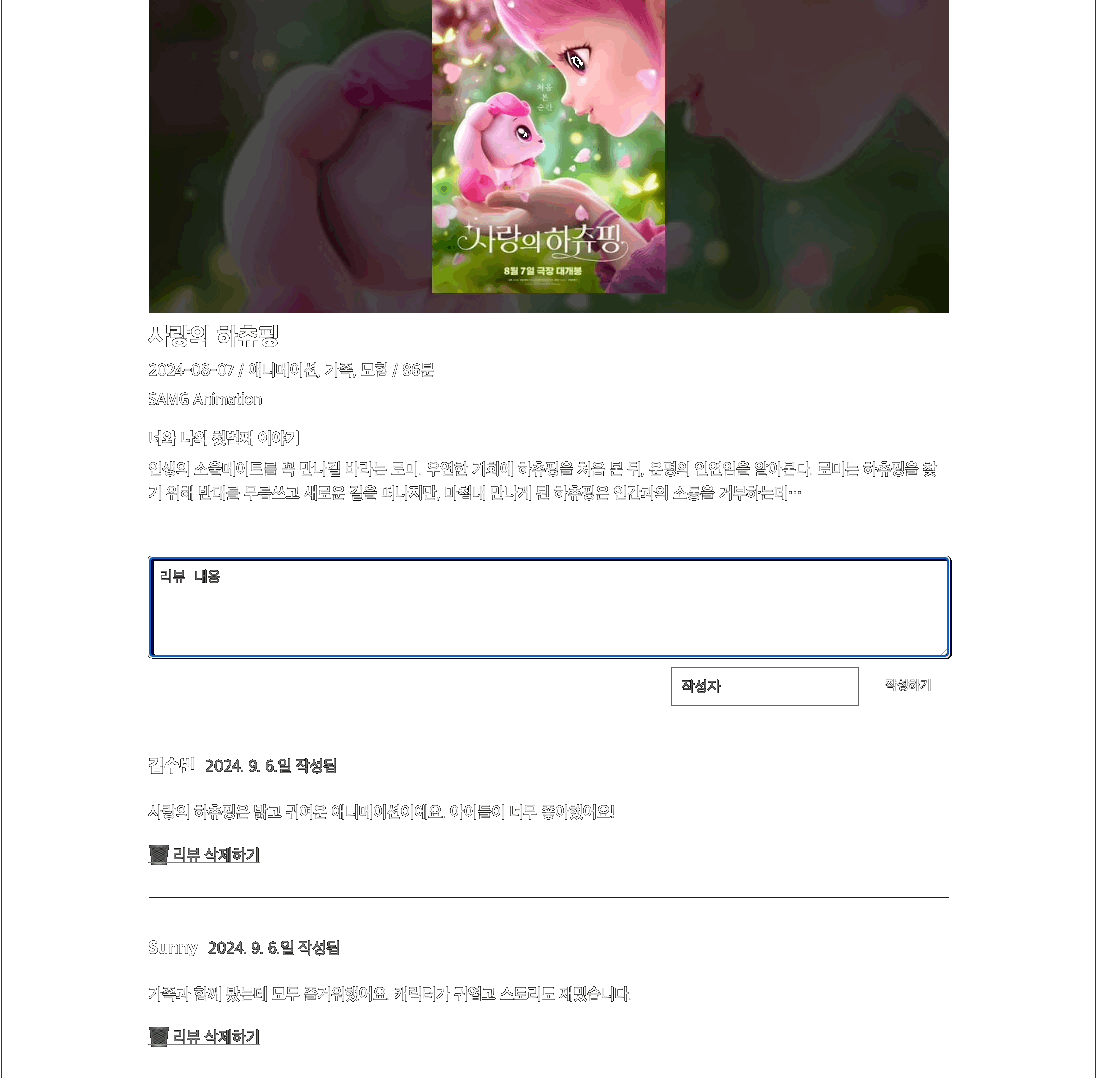 처음
본
순간
사랑의 하츄핑
8월 7일 극장 대개봉
사랑의 하츄핑
2024-08-07 / 애니메이션, 가족, 모험 / 86분
SAMG Animation
너와 나의 첫번째 이야기
인생의 소울메이트를 꼭 만나길 바라는 로미. 우연한 기회에 하츄핑을 처음 본 뒤, 운명의 인연임을 알아본다. 로미는 하츄핑을 찾
기 위해 반대를 무릅쓰고 새로운 길을 떠나지만, 마침내 만나게 된 하츄핑은 인간과의 소통을 거부하는데…
리뷰 내용
작성자
작성하기
김수빈 2024. 9. 6.일 작성됨
사랑의 하츄핑은 밝고 귀여운 애니메이션이에요. 아이들이 너무 좋아했어요!
리뷰 삭제하기
Sunny 2024. 9. 6.일 작성됨
가족과 함께 봤는데 모두 즐거워했어요. 캐릭터가 귀엽고 스토리도 재밌습니다.
리뷰 삭제하기